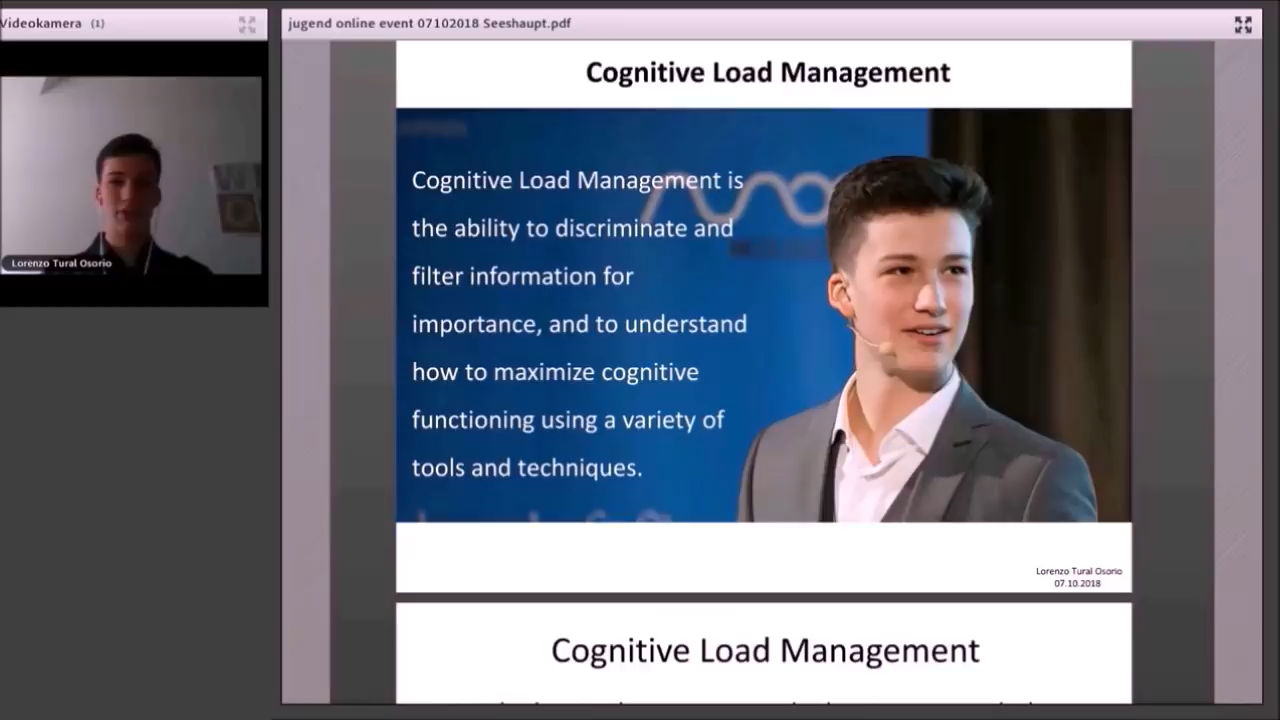 Videokamera (1)
Lorenzo Tural Osorio
jugend online event 07102018 Seeshaupt.pdf
Cognitive Load Management
Cognitive Load Management is
the ability to discriminate and
filter information for
importance, and to understand
how to maximize cognitive
functioning using a variety of
tools and techniques.
Lorenzo Tural Osorio
07.10.2018
Cognitive Load Management